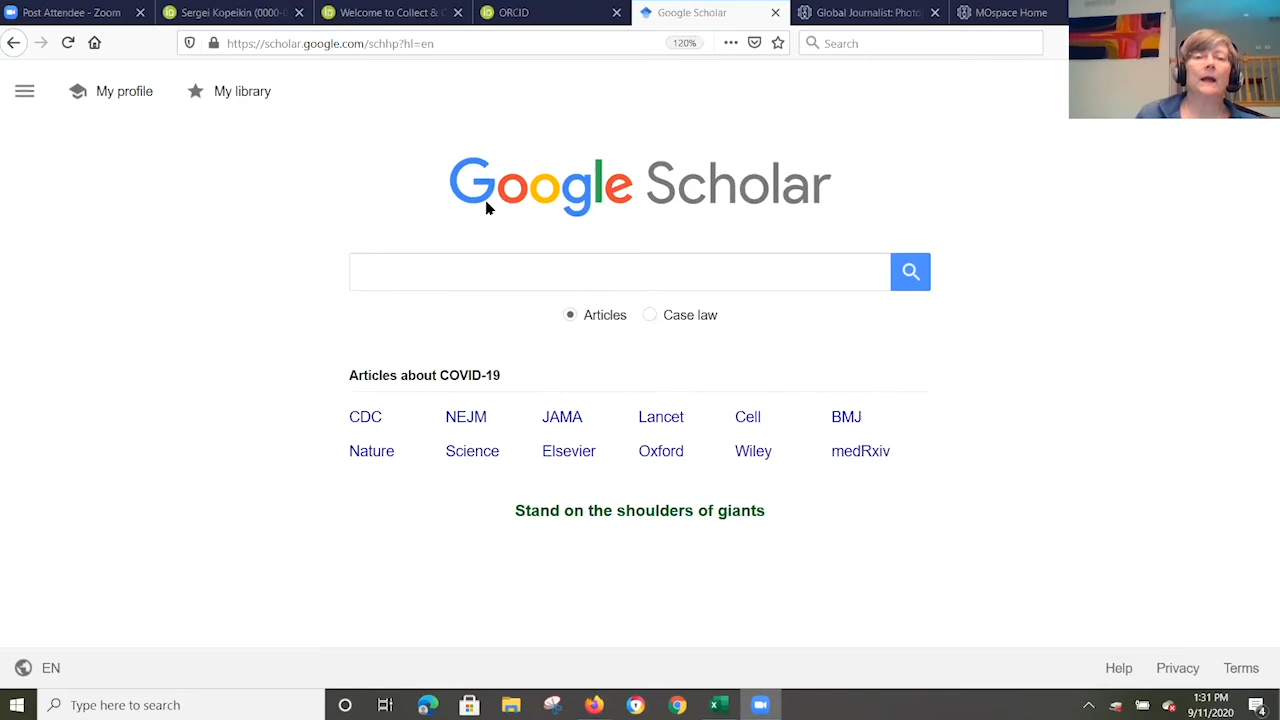 Post Attendee - Zoom
Sergei Kopeikin (0000-
Welcome to Collect &
ORCID
Google Scholar
Global Journalist: Photo
MOspace Home
https://scholar.google.com/schhp?hl=en
120%
Search
My profile
My library
Google Scholar
Articles
Case law
Articles about COVID-19
CDC NEJM JAMA Lancet Cell BMJ
Nature Science Elsevier Oxford Wiley medRxiv
Stand on the shoulders of giants
EN
Help Privacy Terms
Type here to search
1:31 PM
9/11/2020
4